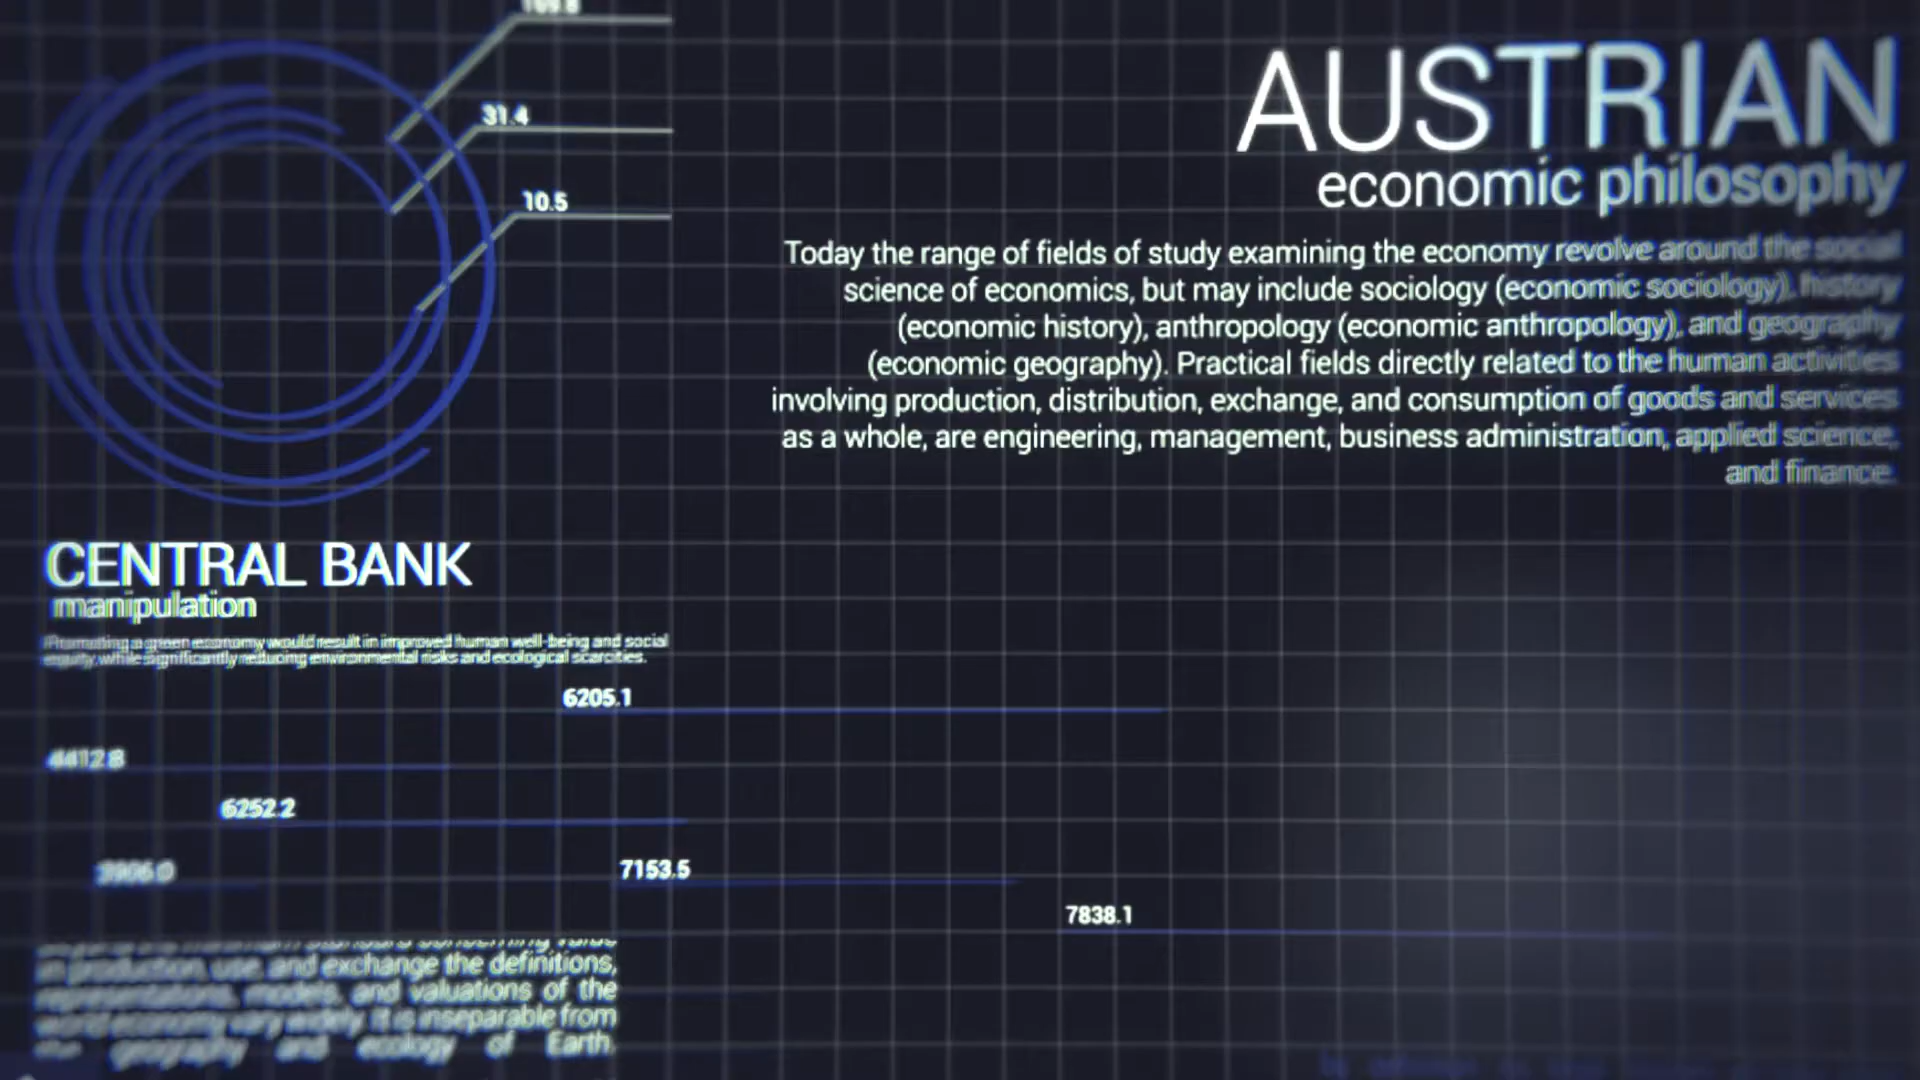 31.4
10.5
AUSTRIAN
economic philosophy
Today the range of fields of study examining the economy revolve around the social
science of economics, but may include sociology (economic sociology), history
(economic history), anthropology (economic anthropology), and geography
(economic geography). Practical fields directly related to the human activities
involving production, distribution, exchange, and consumption of goods and services
as a whole, are engineering, management, business administration, applied science,
and finance.
CENTRAL BANK
manipulation
Promoting a green economy would result in improved human well-being and social
equity, while significantly reducing environmental risks and ecological scarcities.
6205.1
4412.8
6252.2
7153.5
7838.1
in production, use, and exchange the definitions,
representations, models, and valuations of the
world economy vary widely. It is inseparable from
the geography and ecology of Earth.